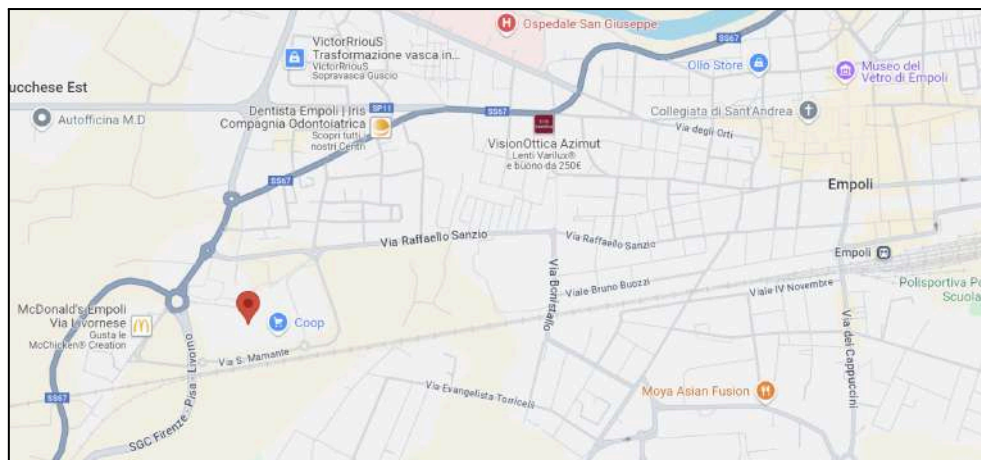 Ospedale San Giuseppe
VictorRriouS
Trasformazione vasca in...
VictorRriouS
Sopravasca Guscio
SS67
Olio Store
Museo del
Vetro di Empoli
ucchese Est
Autofficina M.D
Dentista Empoli | Iris
Compagnia Odontoiatrica
Scopri tutti i
nostri Centri
SP11
SS67
Collegiata di Sant'Andrea
Via degli Orti
VisionOttica Azimut
Lenti Varilux®
e buono da 250€
SS67
Empoli
Via Raffaello Sanzio
Via Raffaello Sanzio
Empoli
Via Bonistallo
Viale Bruno Buozzi
Viale IV Novembre
Polisportiva Po
Scuola
McDonald's Empoli
Via Livornese
Gusta le
McChicken® Creation
Coop
Via S. Mamante
Via dei Cappuccini
SS67
SGC Firenze - Pisa - Livorno
Via Evangelista Torricelli
Moya Asian Fusion